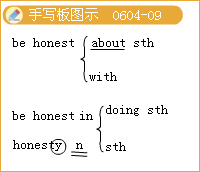 手写板图示 0604-09
be honest about sth
with
be honest in doing sth
honesty n sth